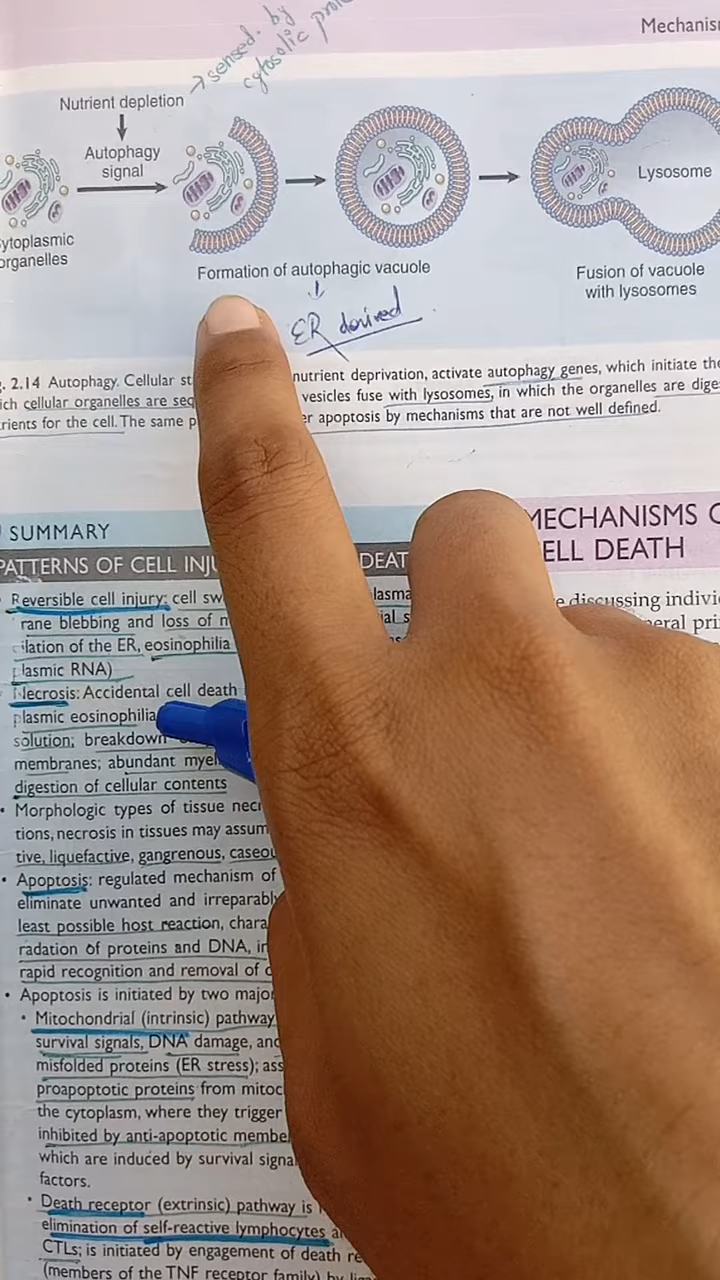 Mechanis
sensed by
cytosolic
Nutrient depletion
Autophagy
signal
Cytoplasmic
organelles
Lysosome
Formation of autophagic vacuole
Fusion of vacuole
with lysosomes
ER derived
. 2.14 Autophagy. Cellular st nutrient deprivation, activate autophagy genes, which initiate the
ich cellular organelles are seq vesicles fuse with lysosomes, in which the organelles are diges
rients for the cell. The same p er apoptosis by mechanisms that are not well defined.
SUMMARY
PATTERNS OF CELL INJU DEAT
MECHANISMS O
ELL DEATH
• Reversible cell injury: cell sw lasma
rane blebbing and loss of m ial s
ilation of the ER, eosinophilia
plasmic RNA)
Necrosis: Accidental cell death
plasmic eosinophilia
solution; breakdown
membranes; abundant myel
digestion of cellular contents
• Morphologic types of tissue necr
tions, necrosis in tissues may assum
tive, liquefactive, gangrenous, caseou
• Apoptosis: regulated mechanism of
eliminate unwanted and irreparably
least possible host reaction, chara
radation of proteins and DNA, in
rapid recognition and removal of
• Apoptosis is initiated by two major
• Mitochondrial (intrinsic) pathway
survival signals, DNA damage, and
misfolded proteins (ER stress); ass
proapoptotic proteins from mitoc
the cytoplasm, where they trigger
inhibited by anti-apoptotic membe
which are induced by survival signa
factors.
• Death receptor (extrinsic) pathway is
elimination of self-reactive lymphocytes a
CTLs; is initiated by engagement of death re
(members of the TNF receptor family) by
e discussing indivi
neral pri